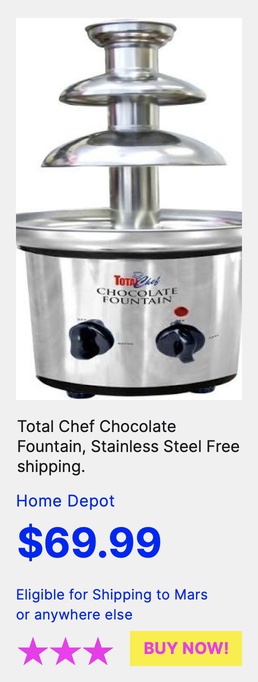 TOTAL Chef
CHOCOLATE
FOUNTAIN
Total Chef Chocolate
Fountain, Stainless Steel Free
shipping.
Home Depot
$69.99
Eligible for Shipping to Mars
or anywhere else
BUY NOW!